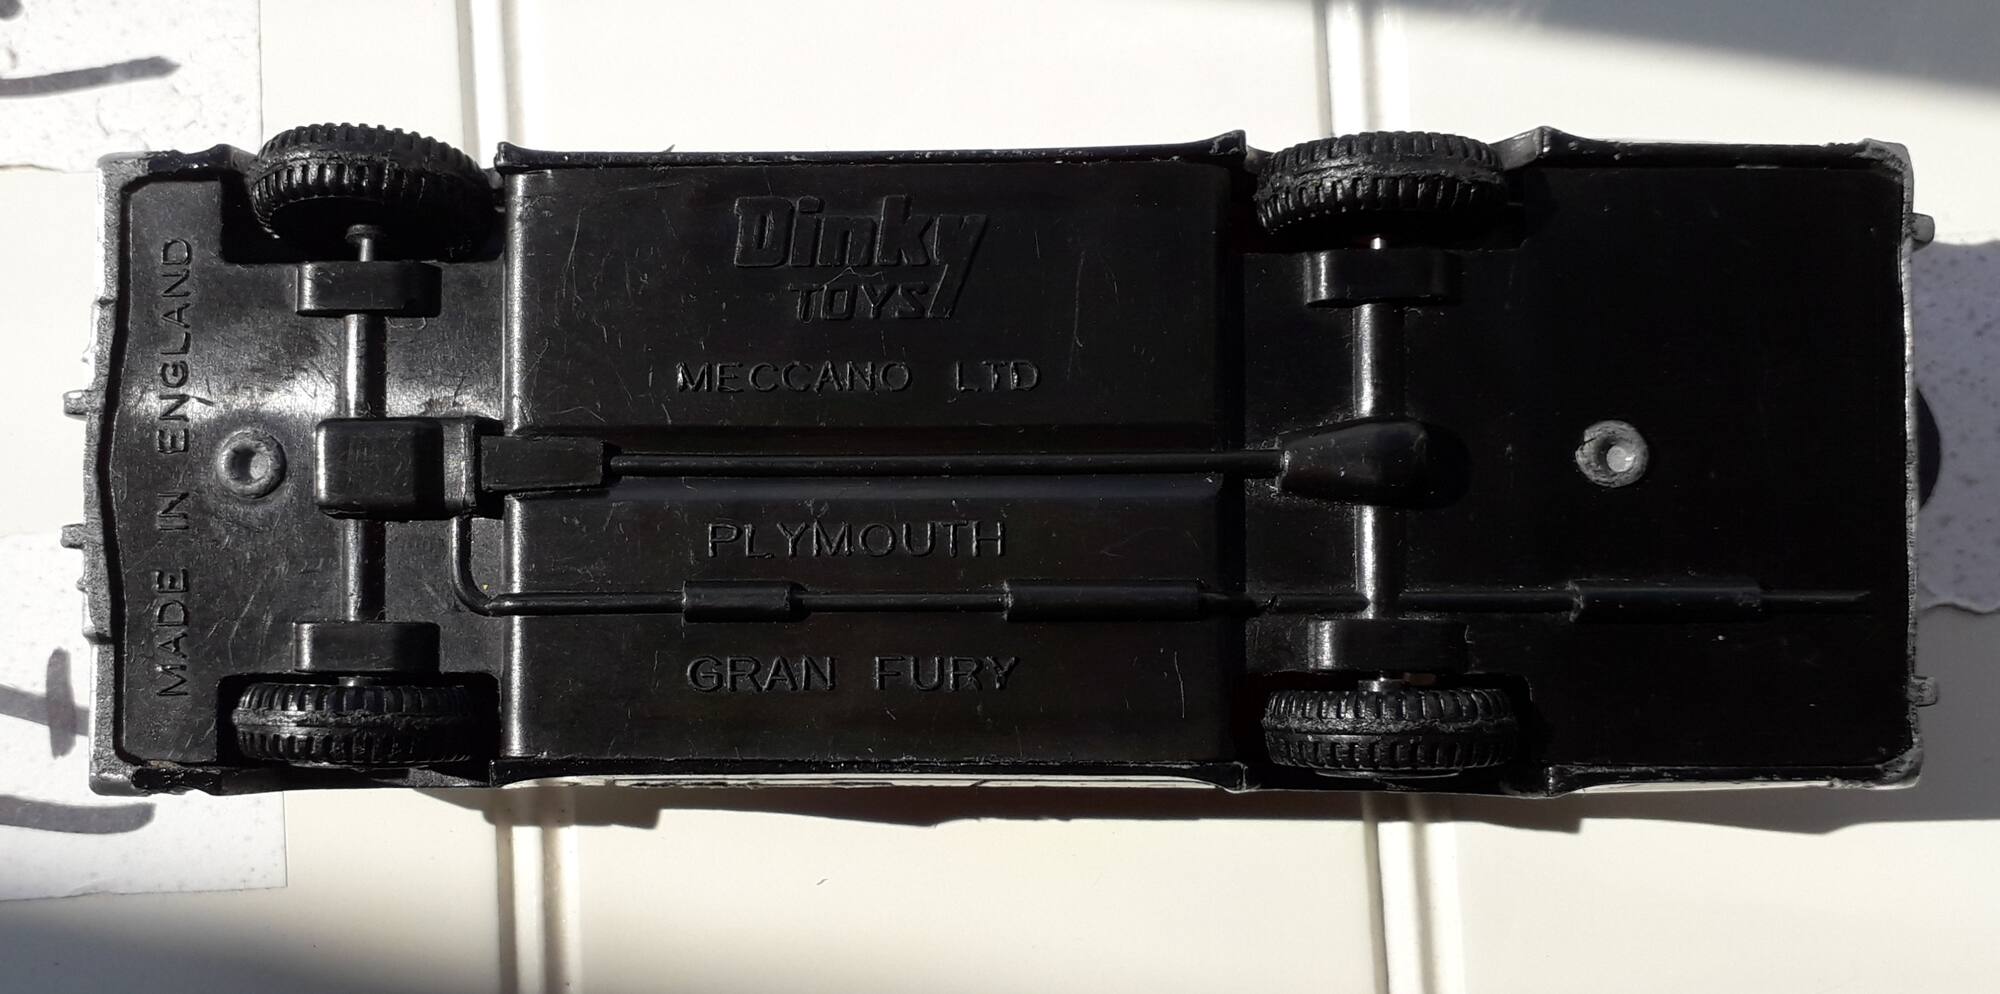 Dinky
TOYS
MECCANO LTD
PLYMOUTH
GRAN FURY
MADE IN ENGLAND